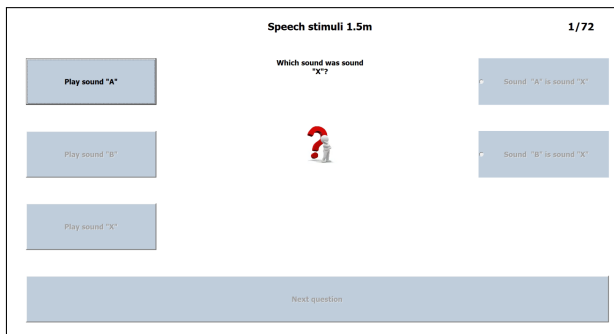 Speech stimuli 1.5m
1/72
Which sound was sound
"X"?
Play sound "A"
Sound "A" is sound "X"
Play sound "B"
Sound "B" is sound "X"
Play sound "X"
Next question